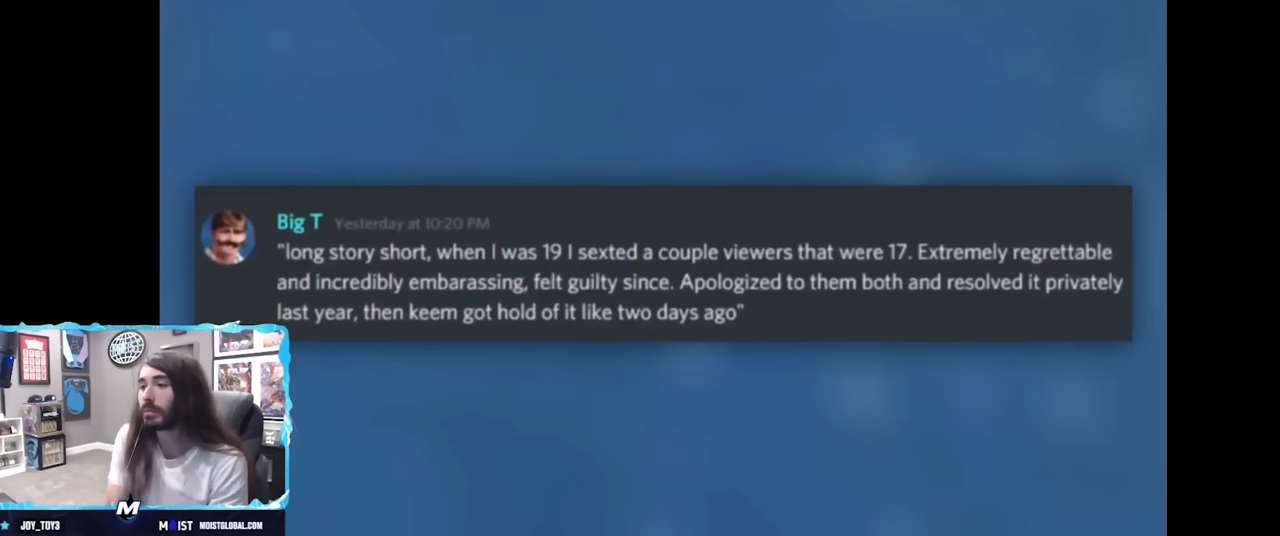 Big T Yesterday at 10:20 PM
"long story short, when I was 19 I sexted a couple viewers that were 17. Extremely regrettable
and incredibly embarassing, felt guilty since. Apologized to them both and resolved it privately
last year, then keem got hold of it like two days ago"
M
JOY_TOY3
MOIST MOISTGLOBAL.COM